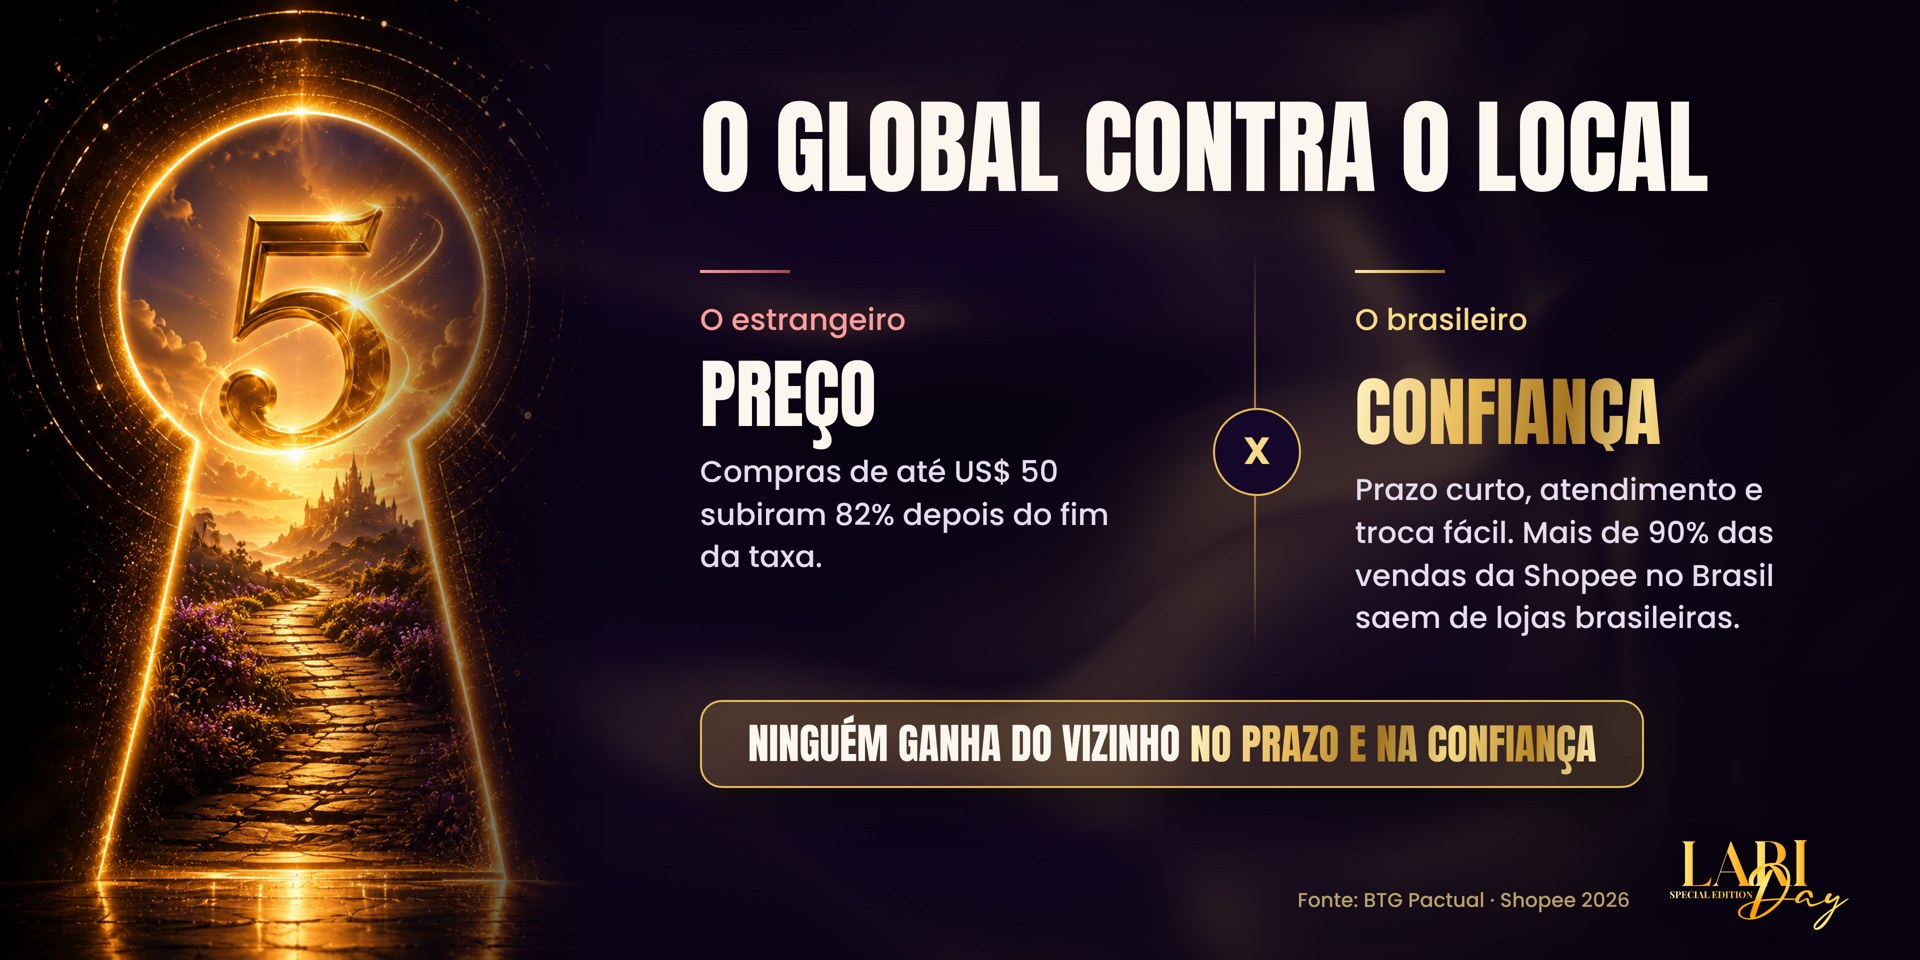 5
O GLOBAL CONTRA O LOCAL
O estrangeiro
PREÇO
Compras de até US$ 50
subiram 82% depois do fim
da taxa.
X
O brasileiro
CONFIANÇA
Prazo curto, atendimento e
troca fácil. Mais de 90% das
vendas da Shopee no Brasil
saem de lojas brasileiras.
NINGUÉM GANHA DO VIZINHO NO PRAZO E NA CONFIANÇA
Fonte: BTG Pactual · Shopee 2026
LABI
SPECIAL EDITION Day